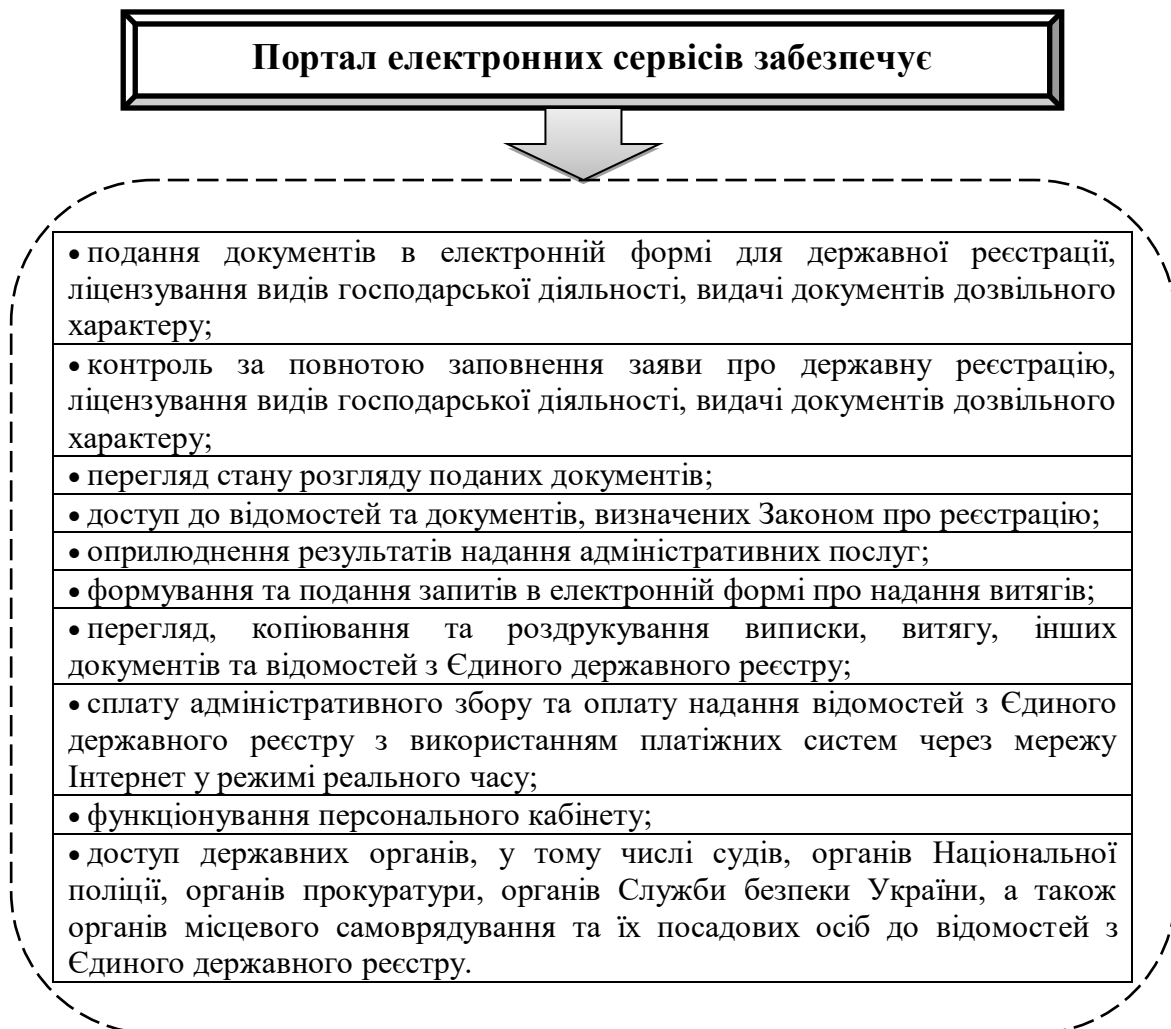 Портал електронних сервісів забезпечує
• подання документів в електронній формі для державної реєстрації,
ліцензування видів господарської діяльності, видачі документів дозвільного
характеру;
• контроль за повнотою заповнення заяви про державну реєстрацію,
ліцензування видів господарської діяльності, видачі документів дозвільного
характеру;
• перегляд стану розгляду поданих документів;
• доступ до відомостей та документів, визначених Законом про реєстрацію;
• оприлюднення результатів надання адміністративних послуг;
• формування та подання запитів в електронній формі про надання витягів;
• перегляд, копіювання та роздрукування виписки, витягу, інших
документів та відомостей з Єдиного державного реєстру;
• сплату адміністративного збору та оплату надання відомостей з Єдиного
державного реєстру з використанням платіжних систем через мережу
Інтернет у режимі реального часу;
• функціонування персонального кабінету;
• доступ державних органів, у тому числі судів, органів Національної
поліції, органів прокуратури, органів Служби безпеки України, а також
органів місцевого самоврядування та їх посадових осіб до відомостей з
Єдиного державного реєстру.